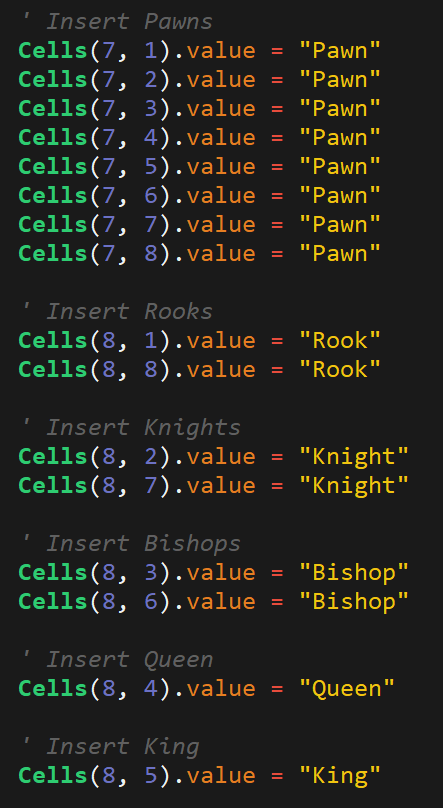 ' Insert Pawns
Cells(7, 1).value = "Pawn"
Cells(7, 2).value = "Pawn"
Cells(7, 3).value = "Pawn"
Cells(7, 4).value = "Pawn"
Cells(7, 5).value = "Pawn"
Cells(7, 6).value = "Pawn"
Cells(7, 7).value = "Pawn"
Cells(7, 8).value = "Pawn"
' Insert Rooks
Cells(8, 1).value = "Rook"
Cells(8, 8).value = "Rook"
' Insert Knights
Cells(8, 2).value = "Knight"
Cells(8, 7).value = "Knight"
' Insert Bishops
Cells(8, 3).value = "Bishop"
Cells(8, 6).value = "Bishop"
' Insert Queen
Cells(8, 4).value = "Queen"
' Insert King
Cells(8, 5).value = "King"